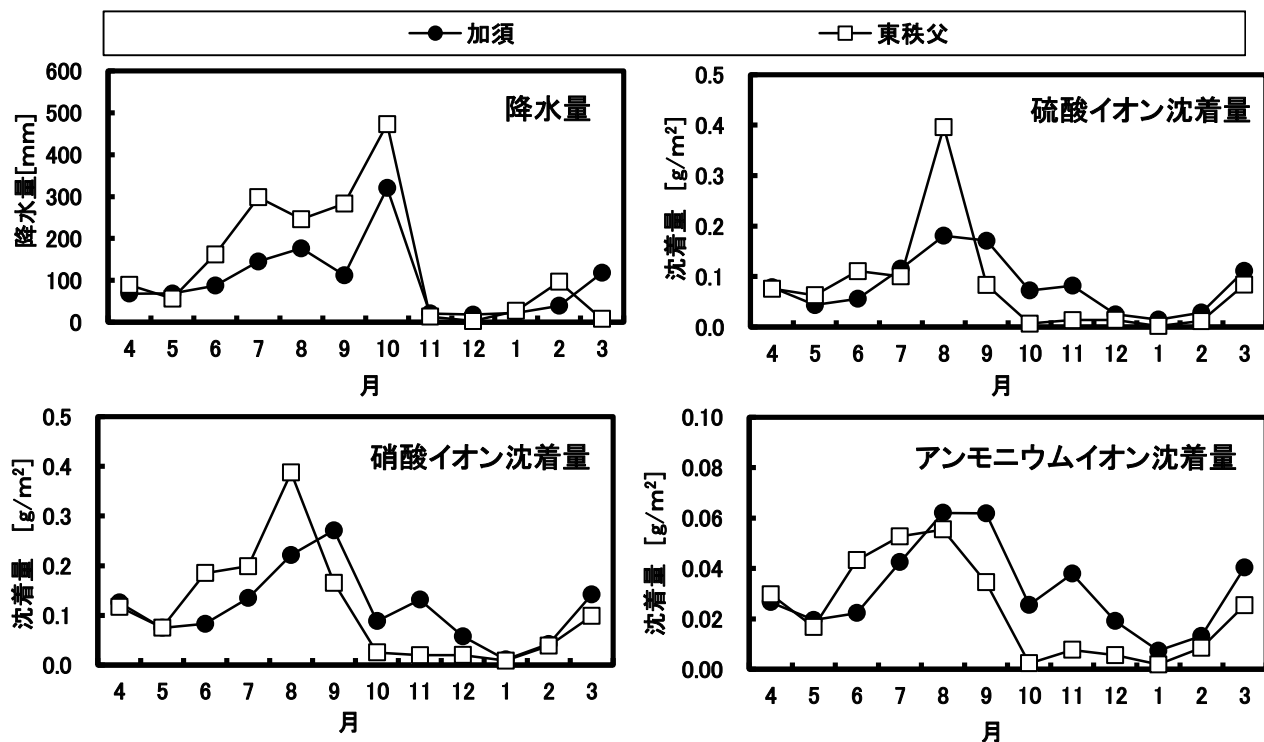 加須 東秩父
降水量
降水量[mm]
600
500
400
300
200
100
0
4 5 6 7 8 9 10 11 12 1 2 3
月
硫酸イオン沈着量
沈着量 [g/m²]
0.5
0.4
0.3
0.2
0.1
0.0
4 5 6 7 8 9 10 11 12 1 2 3
月
硝酸イオン沈着量
沈着量 [g/m²]
0.5
0.4
0.3
0.2
0.1
0.0
4 5 6 7 8 9 10 11 12 1 2 3
月
アンモニウムイオン沈着量
沈着量 [g/m²]
0.10
0.08
0.06
0.04
0.02
0.00
4 5 6 7 8 9 10 11 12 1 2 3
月